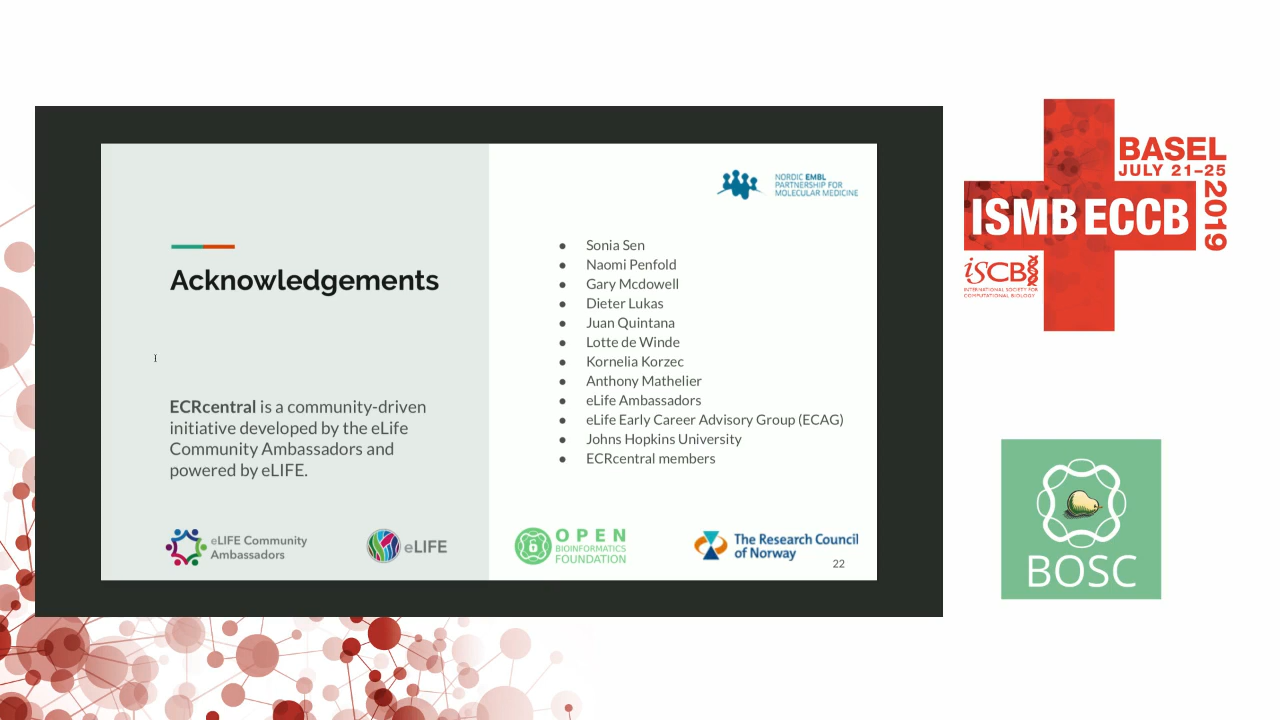 Acknowledgements
ECRcentral is a community-driven
initiative developed by the eLife
Community Ambassadors and
powered by eLIFE.
eLIFE Community
Ambassadors
eLIFE
NORDIC EMBL
PARTNERSHIP FOR
MOLECULAR MEDICINE
● Sonia Sen
● Naomi Penfold
● Gary Mcdowell
● Dieter Lukas
● Juan Quintana
● Lotte de Winde
● Kornelia Korzec
● Anthony Mathelier
● eLife Ambassadors
● eLife Early Career Advisory Group (ECAG)
● Johns Hopkins University
● ECRcentral members
OPEN
BIOINFORMATICS
FOUNDATION
The Research Council
of Norway
22
BASEL
JULY 21–25
2019
ISMB ECCB
iSCB
INTERNATIONAL SOCIETY FOR
COMPUTATIONAL BIOLOGY
BOSC